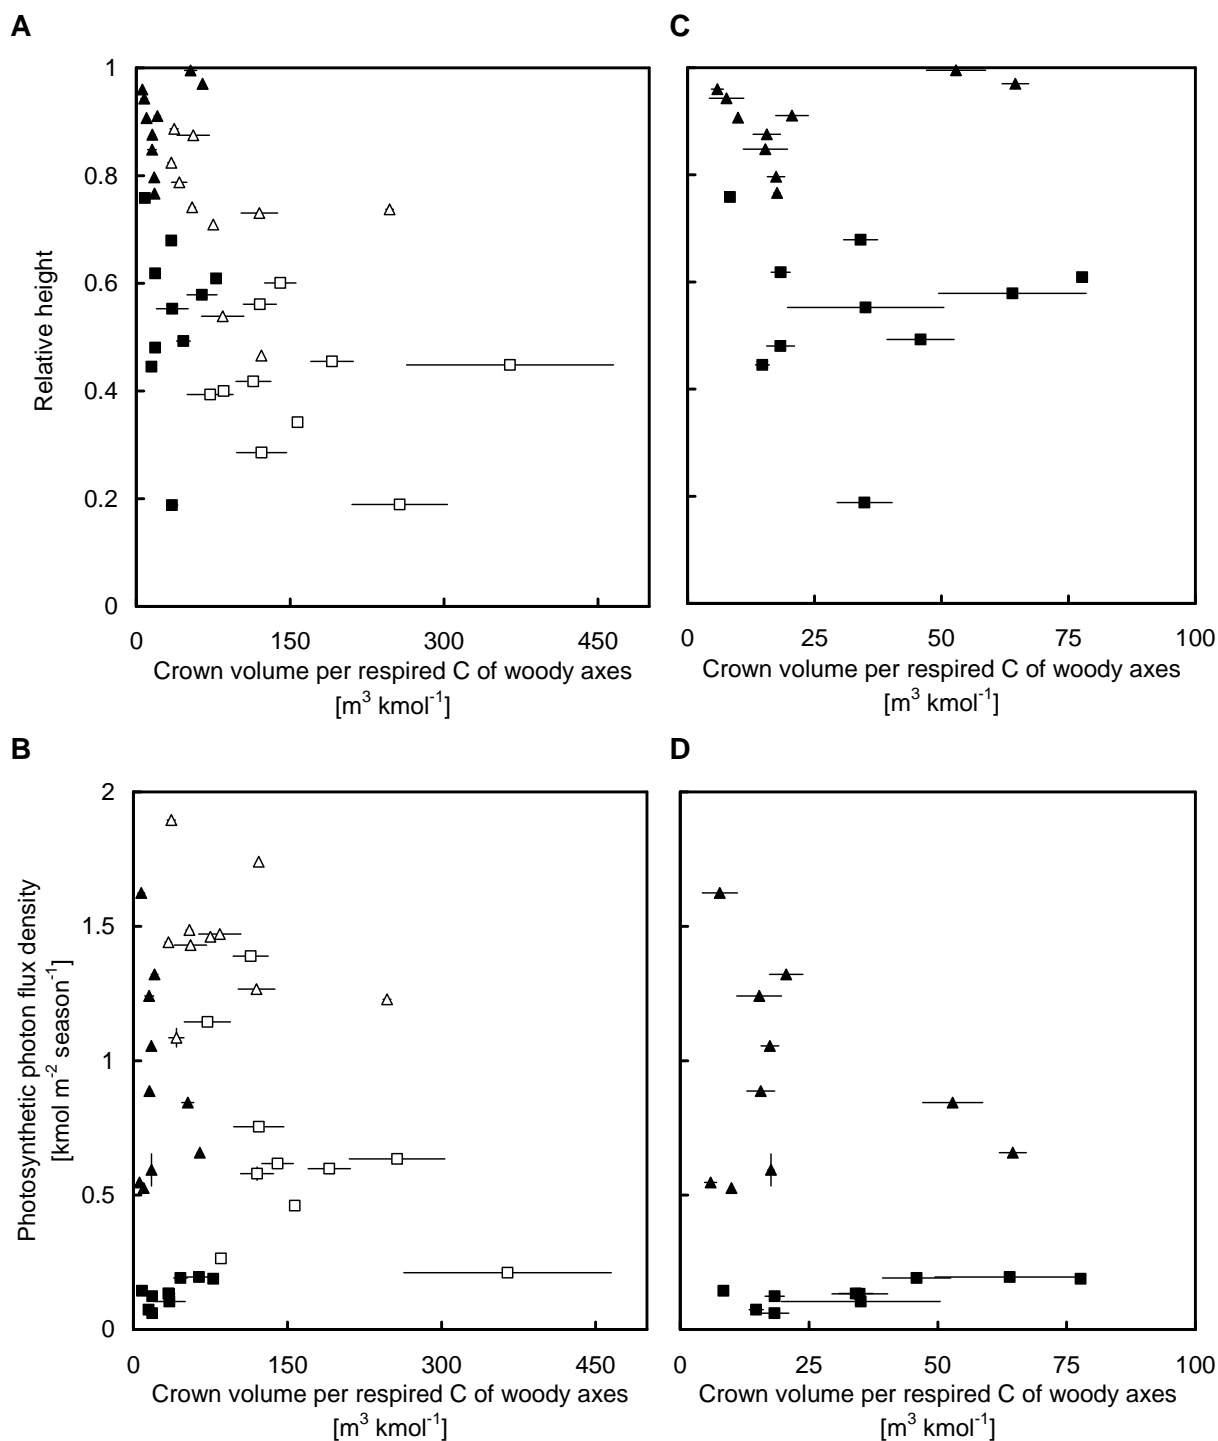 A
C
1
0.8
0.6
0.4
0.2
0
Relative height
0 150 300 450
0 25 50 75 100
Crown volume per respired C of woody axes
[m³ kmol⁻¹]
Crown volume per respired C of woody axes
[m³ kmol⁻¹]
B
D
2
1.5
1
0.5
0
Photosynthetic photon flux density
[kmol m⁻² season⁻¹]
0 150 300 450
0 25 50 75 100
Crown volume per respired C of woody axes
[m³ kmol⁻¹]
Crown volume per respired C of woody axes
[m³ kmol⁻¹]